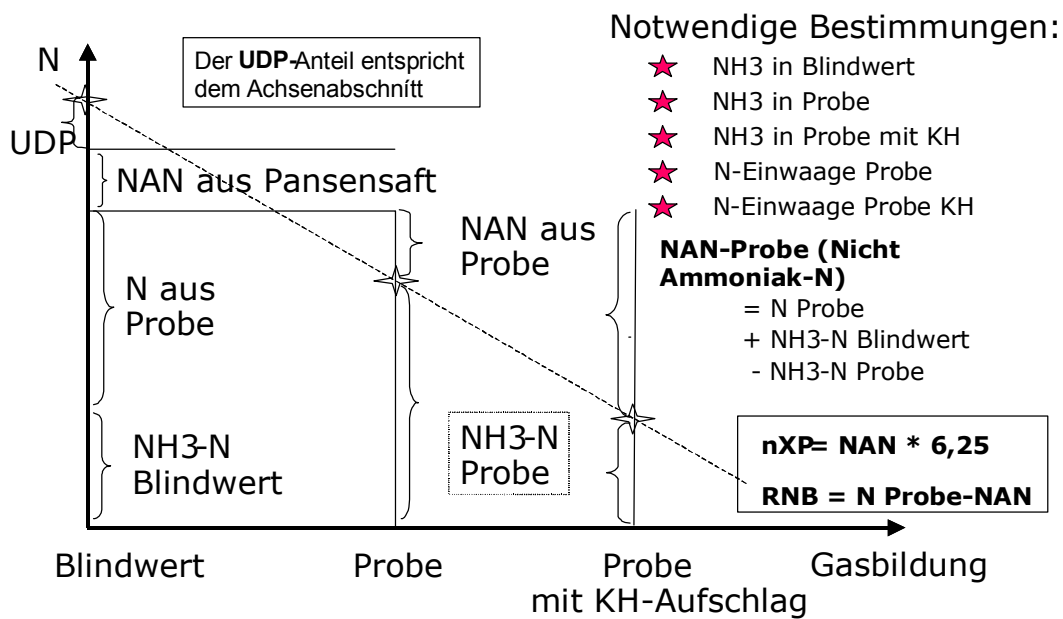 Notwendige Bestimmungen:
NH3 in Blindwert
NH3 in Probe
NH3 in Probe mit KH
N-Einwaage Probe
N-Einwaage Probe KH
N
Der UDP-Anteil entspricht
dem Achsenabschnítt
UDP
NAN aus Pansensaft
N aus
Probe
NH3-N
Blindwert
NAN aus
Probe
NH3-N
Probe
NAN-Probe (Nicht
Ammoniak-N)
= N Probe
+ NH3-N Blindwert
- NH3-N Probe
nXP= NAN * 6,25
RNB = N Probe-NAN
Blindwert
Probe
Probe
mit KH-Aufschlag
Gasbildung